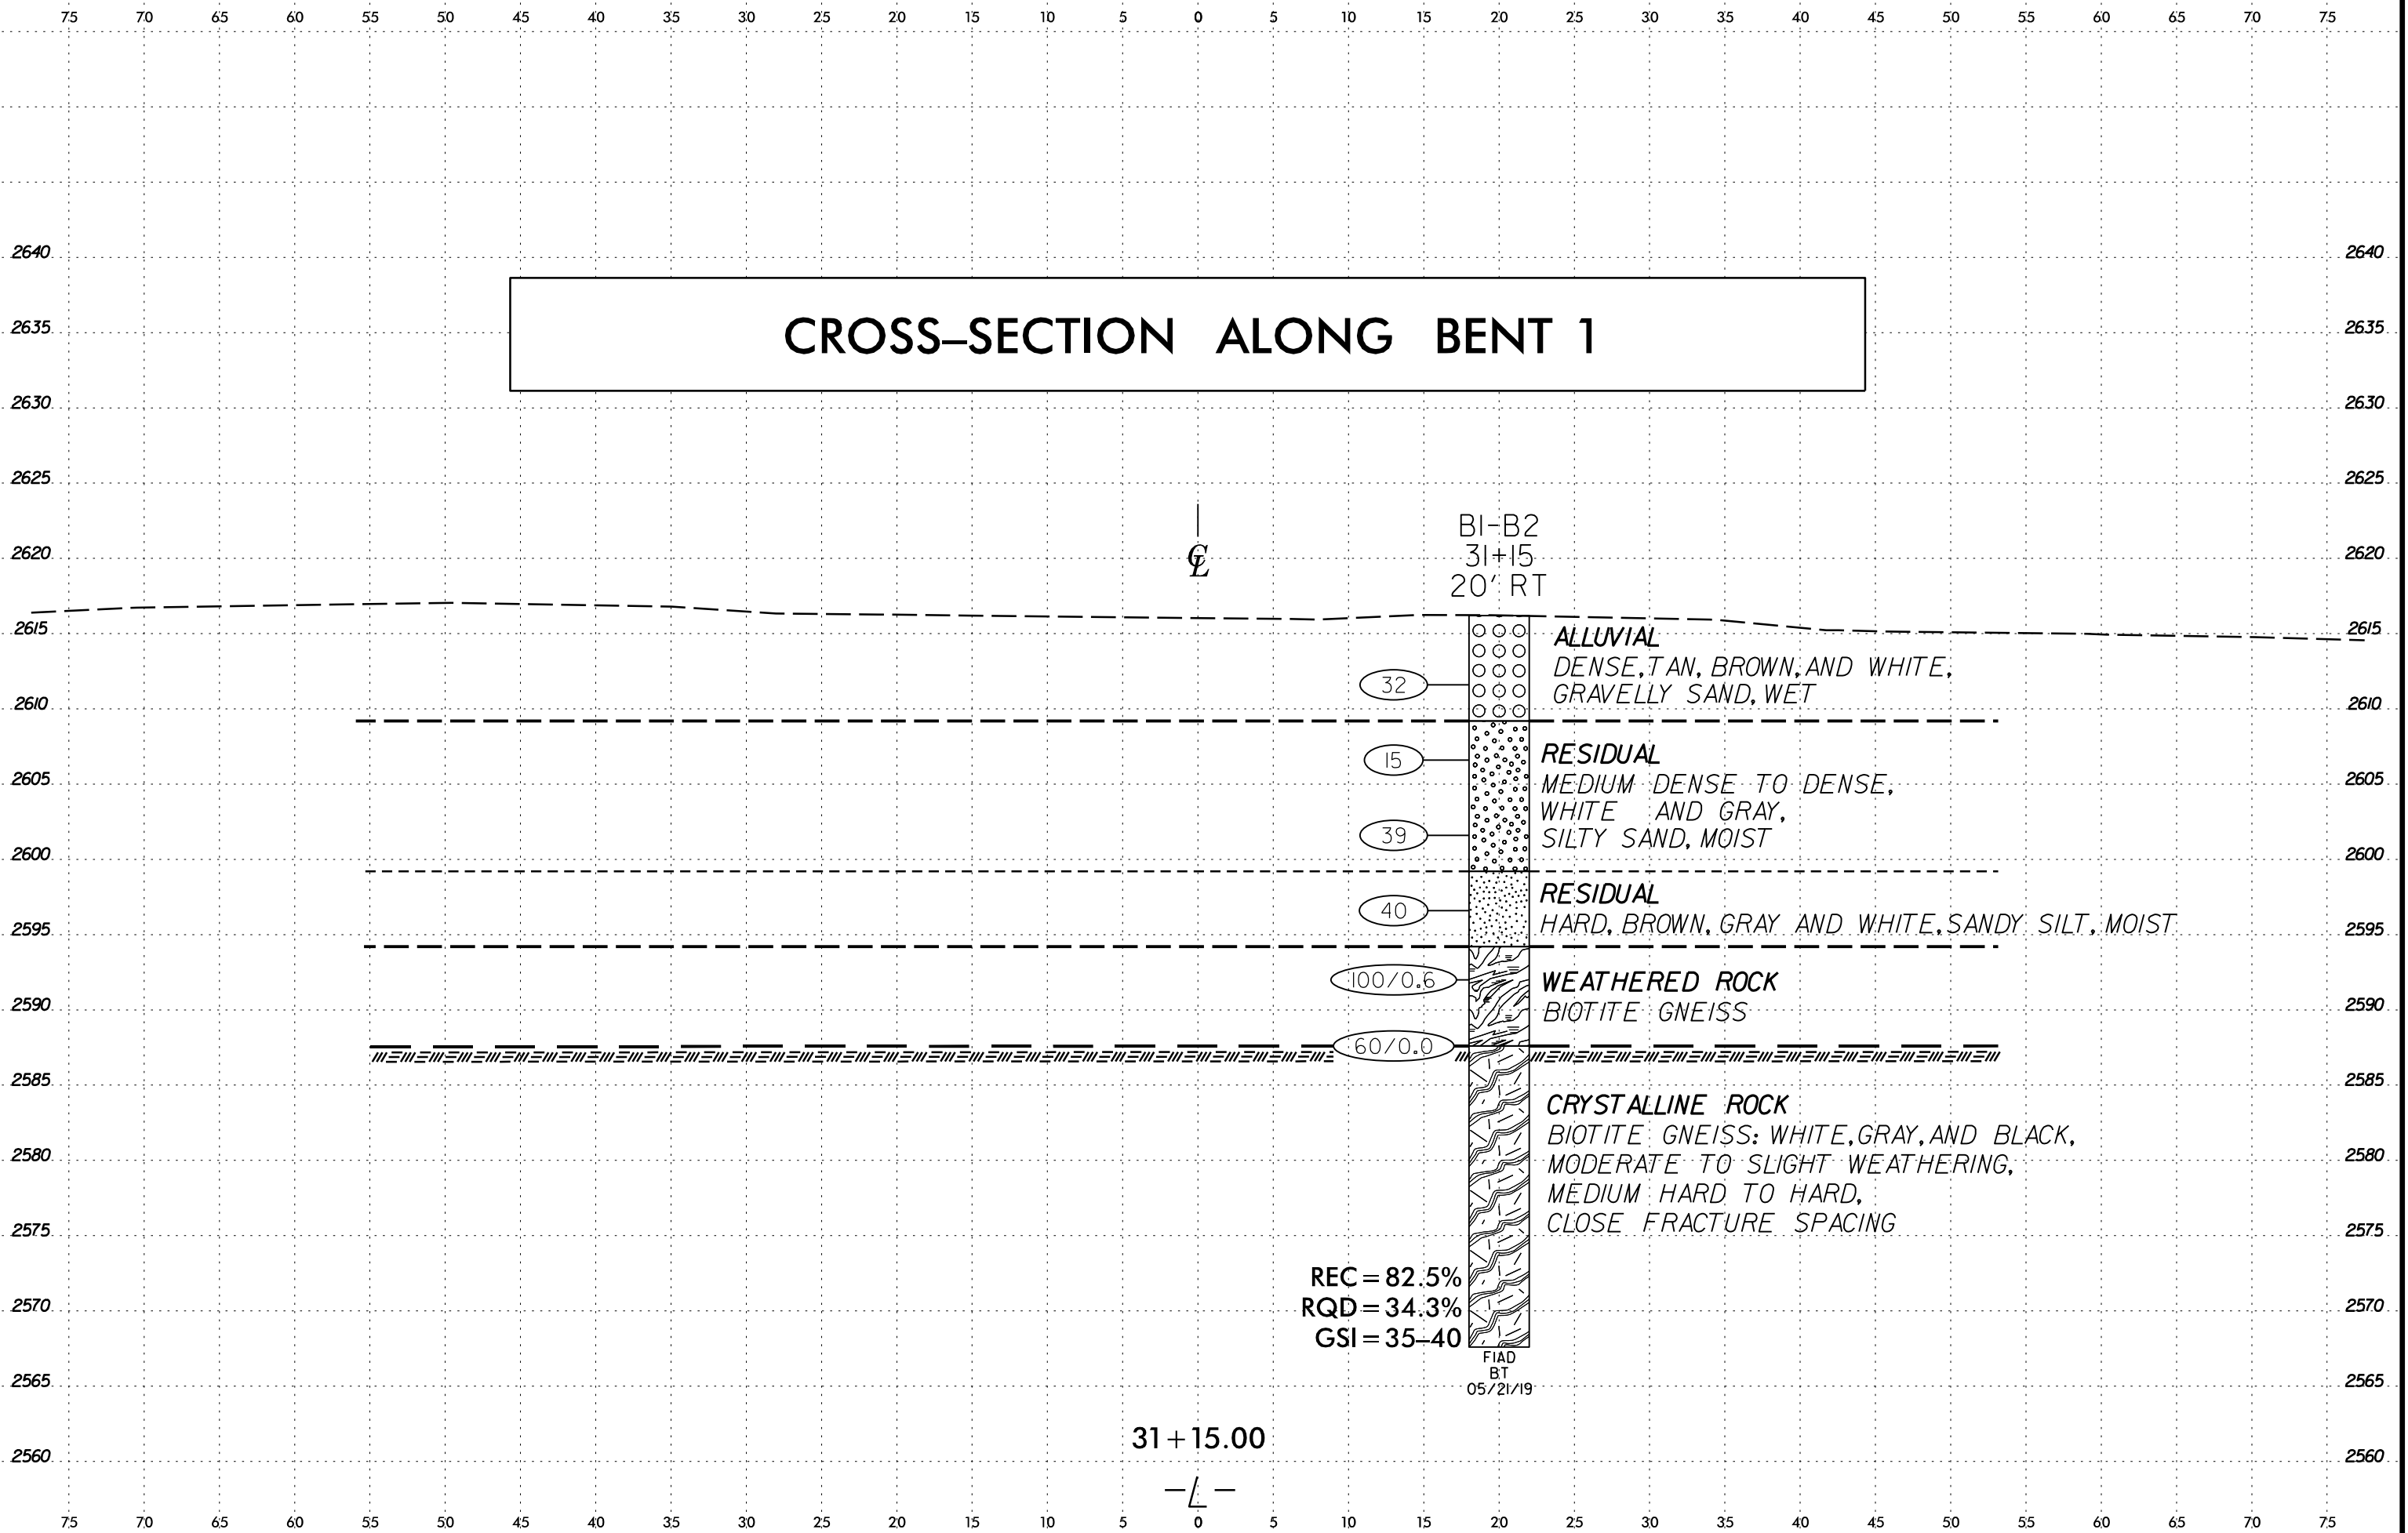 75 70 65 60 55 50 45 40 35 30 25 20 15 10 5 0 5 10 15 20 25 30 35 40 45 50 55 60 65 70 75
2640 2640
CROSS–SECTION ALONG BENT 1
2635 2635
2630 2630
2625 2625
B1-B2
31+15
20' RT
℄
2620 2620
2615 2615
ALLUVIAL
DENSE, TAN, BROWN, AND WHITE,
GRAVELLY SAND, WET
32
2610 2610
RESIDUAL
MEDIUM DENSE TO DENSE,
WHITE AND GRAY,
SILTY SAND, MOIST
15
2605 2605
39
2600 2600
RESIDUAL
HARD, BROWN, GRAY AND WHITE, SANDY SILT, MOIST
40
2595 2595
WEATHERED ROCK
BIOTITE GNEISS
100/0.6
2590 2590
60/0.0
2585 2585
CRYSTALLINE ROCK
BIOTITE GNEISS: WHITE, GRAY, AND BLACK,
MODERATE TO SLIGHT WEATHERING,
MEDIUM HARD TO HARD,
CLOSE FRACTURE SPACING
2580 2580
2575 2575
REC = 82.5%
RQD = 34.3%
GSI = 35–40
2570 2570
FIAD
BT
05/21/19
2565 2565
31+15.00
2560 2560
–L–
75 70 65 60 55 50 45 40 35 30 25 20 15 10 5 0 5 10 15 20 25 30 35 40 45 50 55 60 65 70 75